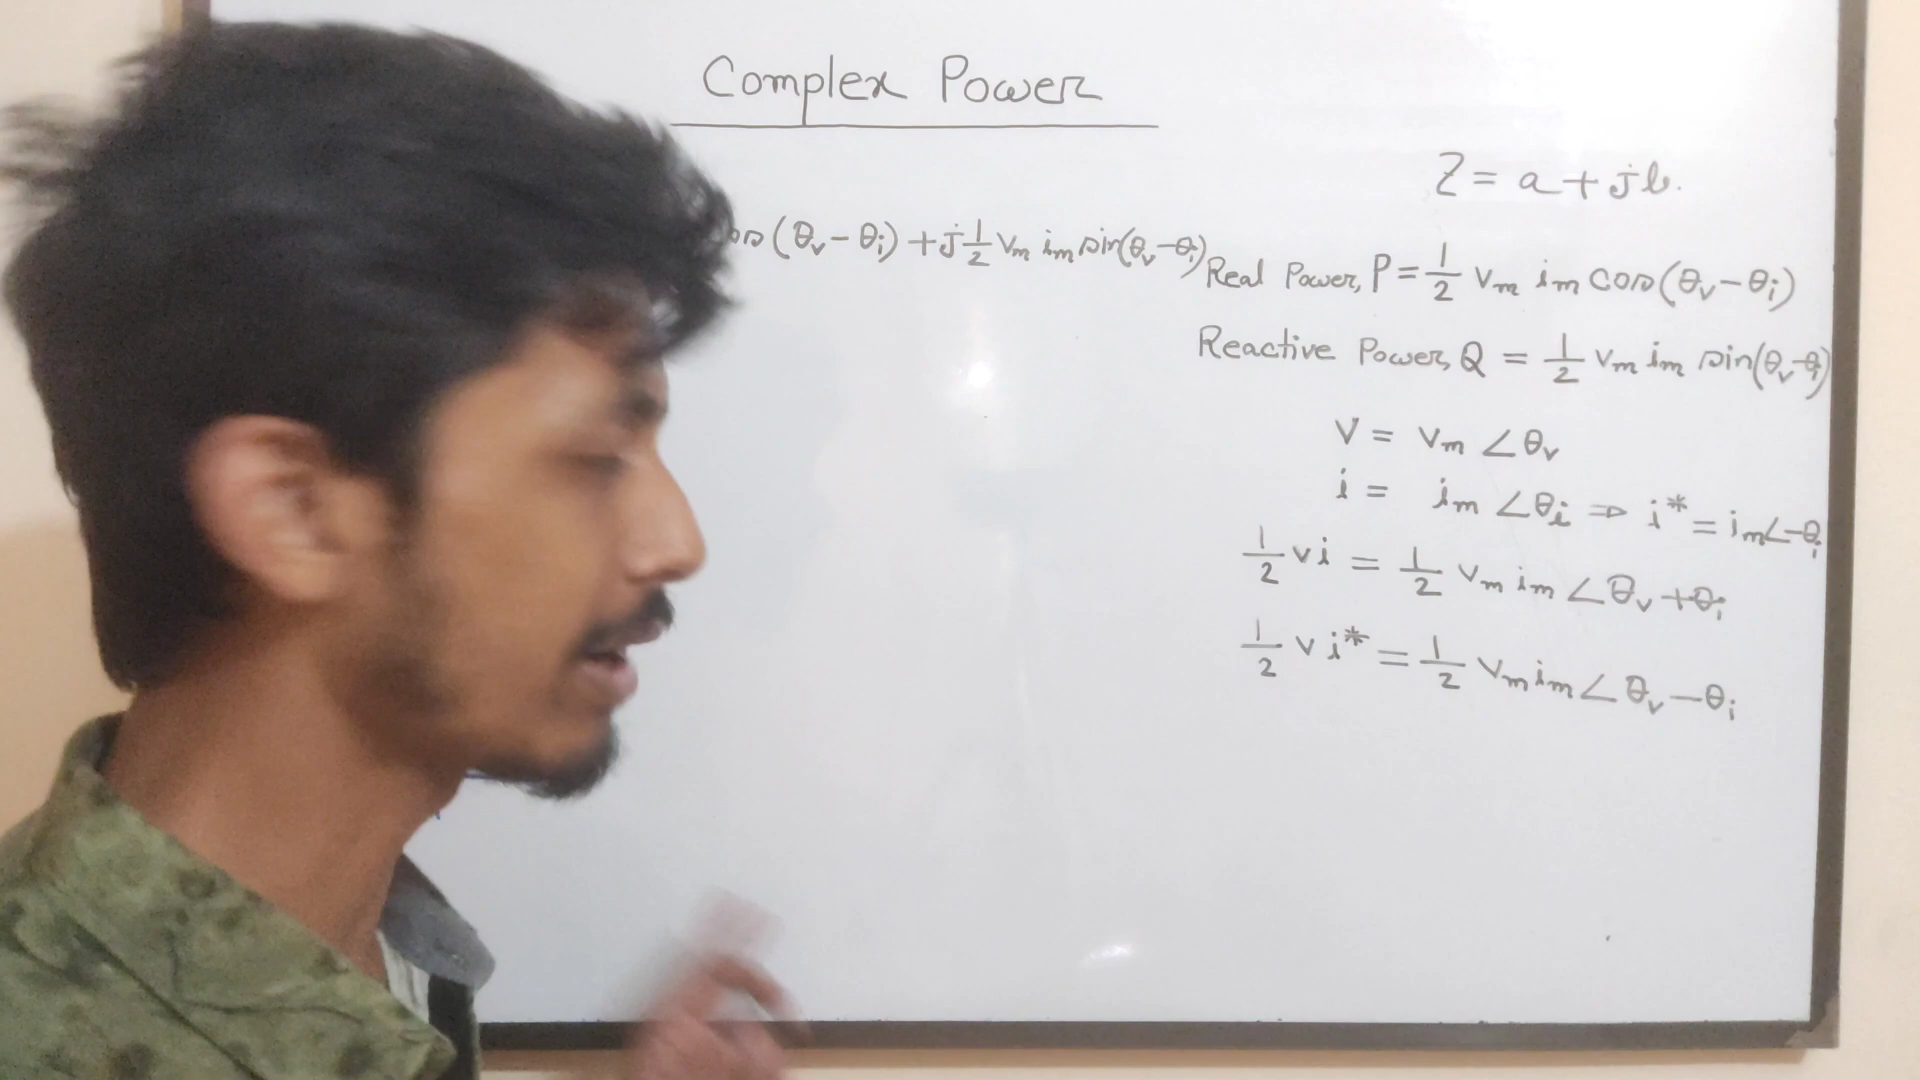 Complex Power
Z = a + jb.
(θv − θi) + j 1/2 Vm im sin(θv − θi)
Real Power, P = 1/2 Vm im cos(θv − θi)
Reactive Power, Q = 1/2 Vm im sin(θv − θi)
V = Vm ∠θv
i = im ∠θi ⇒ i* = im∠−θi
1/2 vi = 1/2 Vm im ∠θv + θi
1/2 v i* = 1/2 Vm im ∠θv − θi